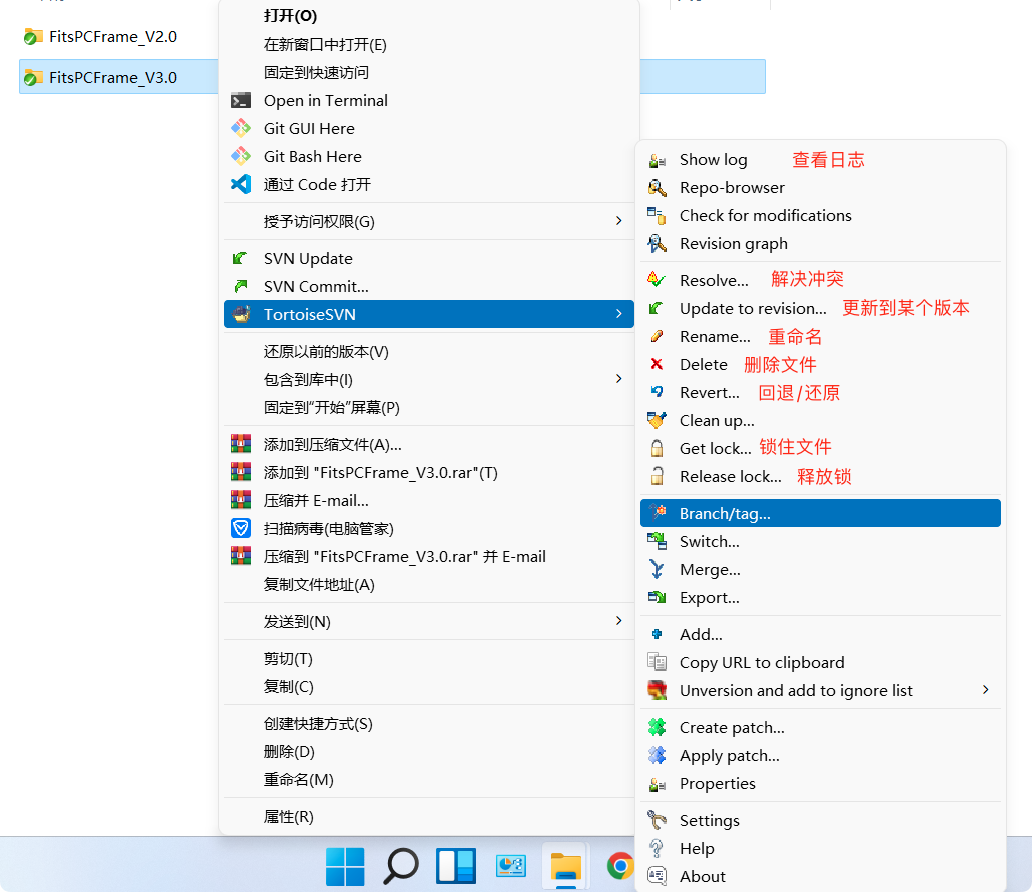 FitsPCFrame_V2.0
FitsPCFrame_V3.0
打开(O)
在新窗口中打开(E)
固定到快速访问
Open in Terminal
Git GUI Here
Git Bash Here
通过 Code 打开
授予访问权限(G)
SVN Update
SVN Commit...
TortoiseSVN
还原以前的版本(V)
包含到库中(I)
固定到"开始"屏幕(P)
添加到压缩文件(A)...
添加到 "FitsPCFrame_V3.0.rar"(T)
压缩并 E-mail...
扫描病毒(电脑管家)
压缩到 "FitsPCFrame_V3.0.rar" 并 E-mail
复制文件地址(A)
发送到(N)
剪切(T)
复制(C)
创建快捷方式(S)
删除(D)
重命名(M)
属性(R)
Show log 查看日志
Repo-browser
Check for modifications
Revision graph
Resolve... 解决冲突
Update to revision... 更新到某个版本
Rename... 重命名
Delete 删除文件
Revert... 回退/还原
Clean up...
Get lock... 锁住文件
Release lock... 释放锁
Branch/tag...
Switch...
Merge...
Export...
Add...
Copy URL to clipboard
Unversion and add to ignore list
Create patch...
Apply patch...
Properties
Settings
Help
About